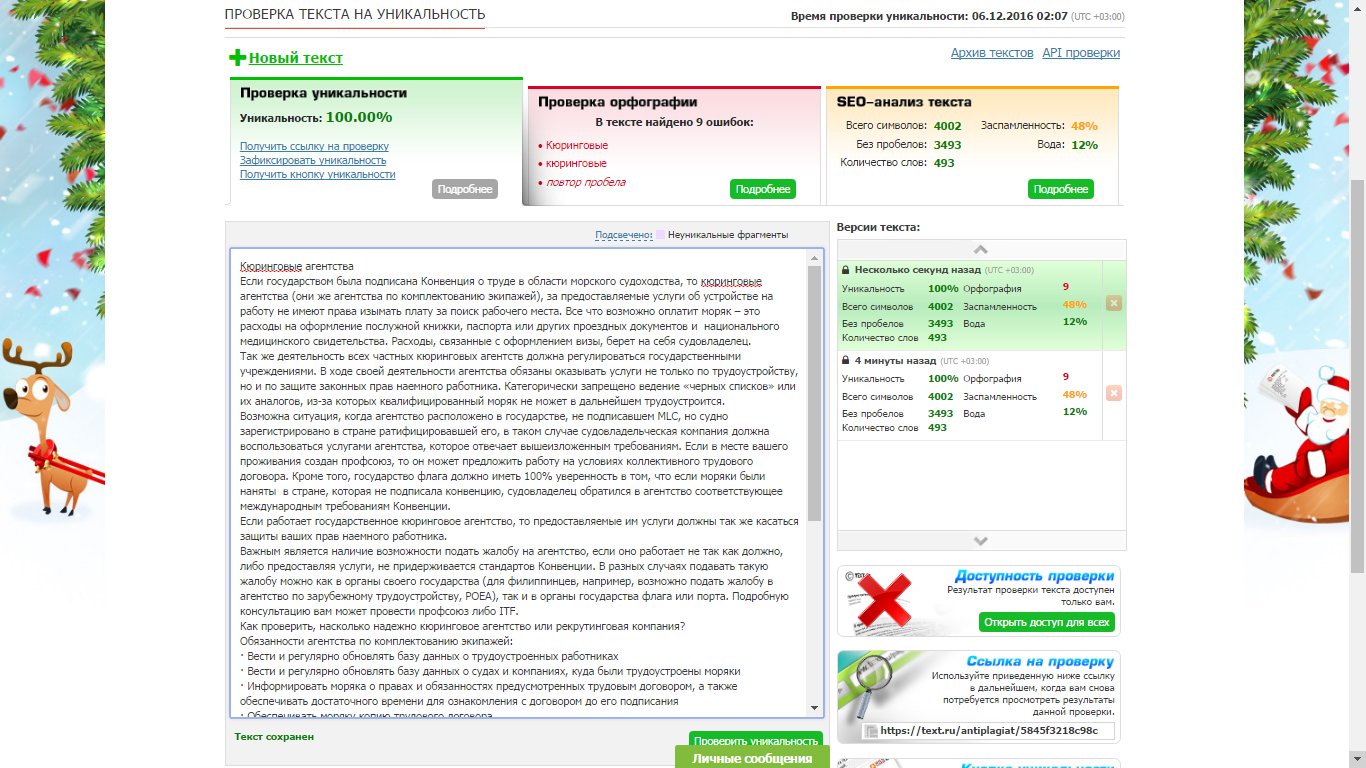 ПРОВЕРКА ТЕКСТА НА УНИКАЛЬНОСТЬ
Время проверки уникальности: 06.12.2016 02:07 (UTC +03:00)
Новый текст
Архив текстов API проверки
Проверка уникальности
Уникальность: 100.00%
Получить ссылку на проверку
Зафиксировать уникальность
Получить кнопку уникальности
Подробнее
Проверка орфографии
В тексте найдено 9 ошибок:
• Кюринговые
• кюринговые
• повтор пробела
Подробнее
SEO-анализ текста
Всего символов: 4002 Заспамленность: 48%
Без пробелов: 3493 Вода: 12%
Количество слов: 493
Подробнее
Подсвечено: Неуникальные фрагменты
Кюринговые агентства
Если государством была подписана Конвенция о труде в области морского судоходства, то кюринговые
агентства (они же агентства по комплектованию экипажей), за предоставляемые услуги об устройстве на
работу не имеют права изымать плату за поиск рабочего места. Все что возможно оплатит моряк – это
расходы на оформление послужной книжки, паспорта или других проездных документов и  национального
медицинского свидетельства. Расходы, связанные с оформлением визы, берет на себя судовладелец.
Так же деятельность всех частных кюринговых агентств должна регулироваться государственными
учреждениями. В ходе своей деятельности агентства обязаны оказывать услуги не только по трудоустройству,
но и по защите законных прав наемного работника. Категорически запрещено ведение «черных списков» или
их аналогов, из-за которых квалифицированный моряк не может в дальнейшем трудоустроится.
Возможна ситуация, когда агентство расположено в государстве, не подписавшем MLC, но судно
зарегистрировано в стране ратифицировавшей его, в таком случае судовладельческая компания должна
воспользоваться услугами агентства, которое отвечает вышеизложенным требованиям. Если в месте вашего
проживания создан профсоюз, то он может предложить работу на условиях коллективного трудового
договора. Кроме того, государство флага должно иметь 100% уверенность в том, что если моряки были
наняты  в стране, которая не подписала конвенцию, судовладелец обратился в агентство соответствующее
международным требованиям Конвенции.
Если работает государственное кюринговое агентство, то предоставляемые им услуги должны так же касаться
защиты ваших прав наемного работника.
Важным является наличие возможности подать жалобу на агентство, если оно работает не так как должно,
либо предоставляя услуги, не придерживается стандартов Конвенции. В разных случаях подавать такую
жалобу можно как в органы своего государства (для филиппинцев, например, возможно подать жалобу в
агентство по зарубежному трудоустройству, POEA), так и в органы государства флага или порта. Подробную
консультацию вам может провести профсоюз либо ITF.
Как проверить, насколько надежно кюринговое агентство или рекрутинговая компания?
Обязанности агентства по комплектованию экипажей:
· Вести и регулярно обновлять базу данных о трудоустроенных работниках
· Вести и регулярно обновлять базу данных о судах и компаниях, куда были трудоустроены моряки
· Информировать моряка о правах и обязанностях предусмотренных трудовым договором, а также
обеспечивать достаточного времени для ознакомления с договором до его подписания
· Обеспечивать моряку копию трудового договора
Текст сохранен
Проверить уникальность
Личные сообщения
Версии текста:
Несколько секунд назад (UTC +03:00)
Уникальность 100% Орфография 9
Всего символов 4002 Заспамленность 48%
Без пробелов 3493 Вода 12%
Количество слов 493
4 минуты назад (UTC +03:00)
Уникальность 100% Орфография 9
Всего символов 4002 Заспамленность 48%
Без пробелов 3493 Вода 12%
Количество слов 493
Доступность проверки
Результат проверки текста доступен
только вам.
Открыть доступ для всех
Ссылка на проверку
Используйте приведенную ниже ссылку
в дальнейшем, когда вам снова
потребуется просмотреть результаты
данной проверки.
https://text.ru/antiplagiat/5845f3218c98c
Кнопка уникальности